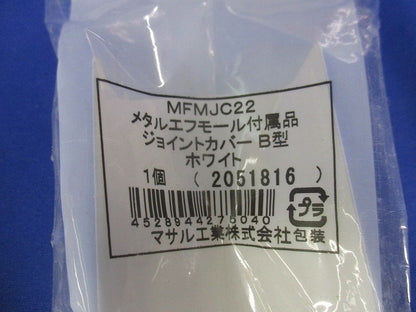 MFMJC22
メタルエフモール付属品
ジョイントカバー B型
ホワイト
1個 (2051816)
4528944275040
プラ
マサル工業株式会社包装